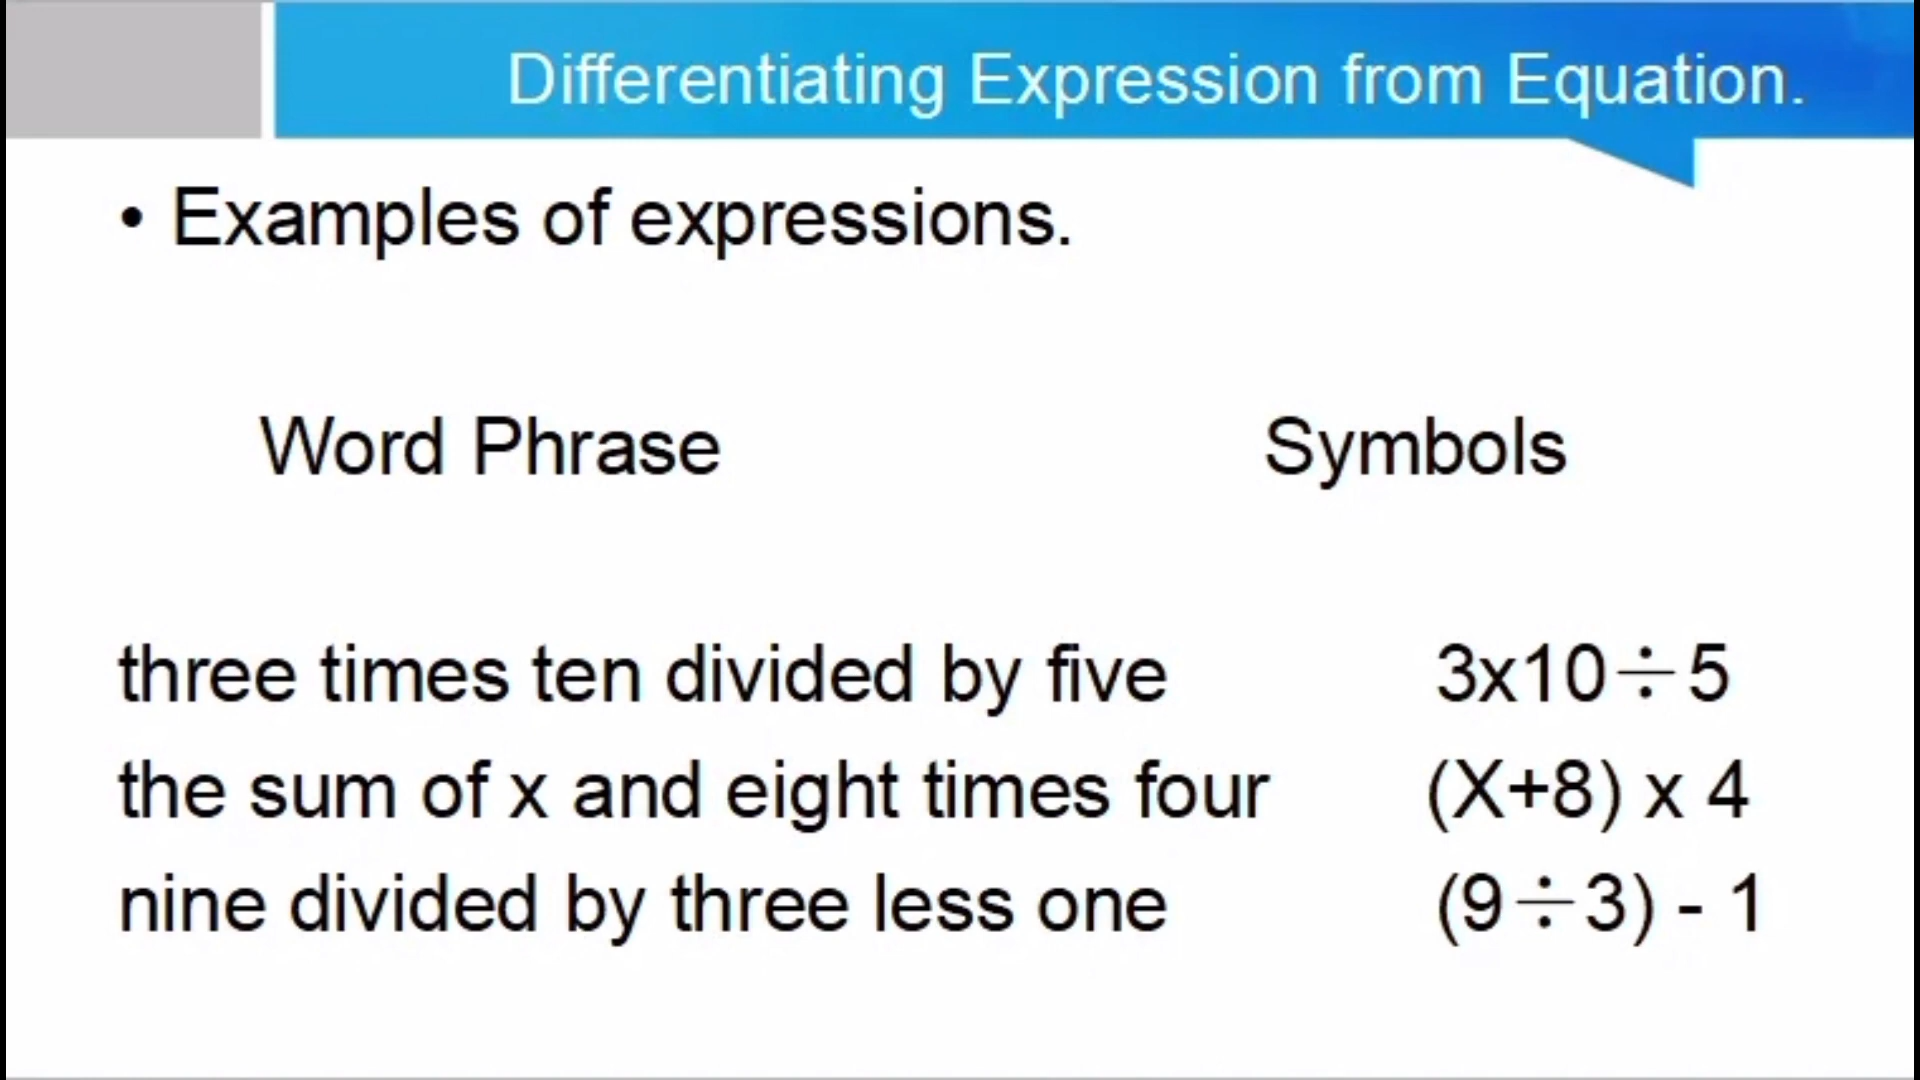 Differentiating Expression from Equation.
• Examples of expressions.
Word Phrase Symbols
three times ten divided by five 3x10÷5
the sum of x and eight times four (X+8) x 4
nine divided by three less one (9÷3) - 1